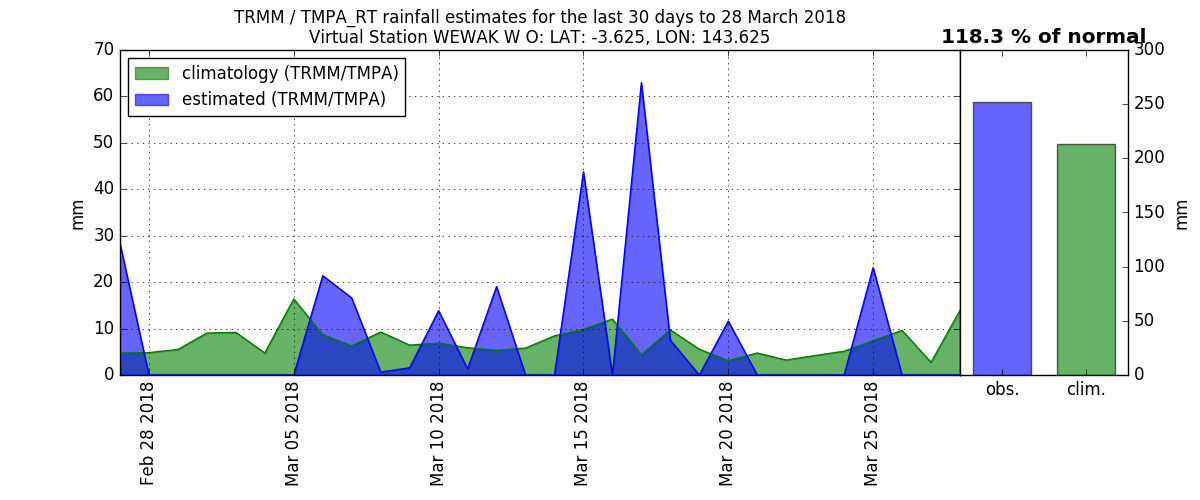 TRMM / TMPA_RT rainfall estimates for the last 30 days to 28 March 2018
Virtual Station WEWAK W O: LAT: -3.625, LON: 143.625
118.3 % of normal
climatology (TRMM/TMPA)
estimated (TRMM/TMPA)
70
60
50
40
30
20
10
0
mm
Feb 28 2018
Mar 05 2018
Mar 10 2018
Mar 15 2018
Mar 20 2018
Mar 25 2018
300
250
200
150
100
50
0
mm
obs.
clim.